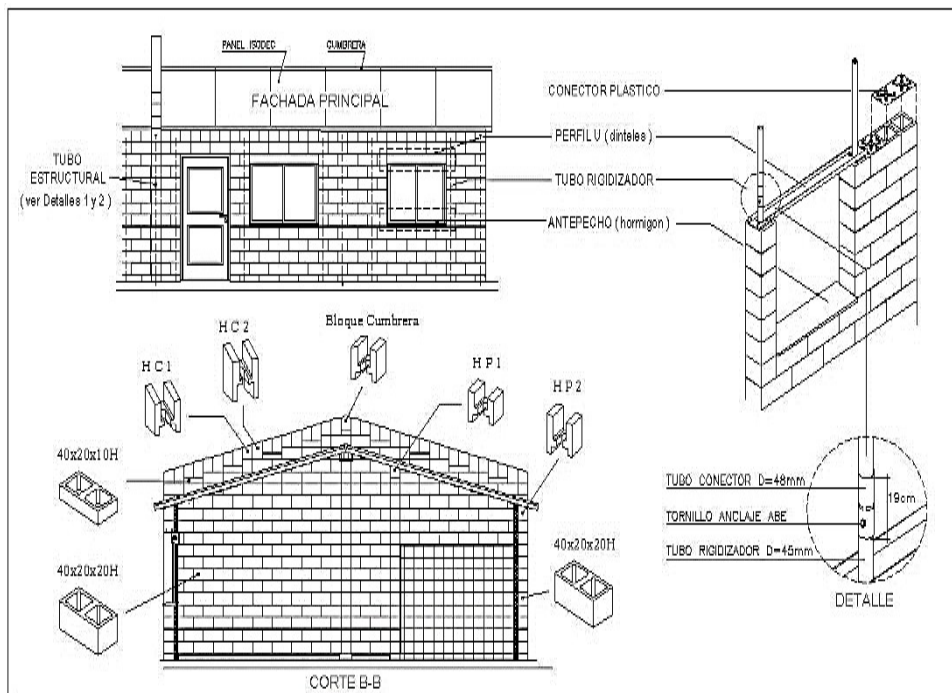 PANEL ISODEC
CUMBRERA
FACHADA PRINCIPAL
TUBO
ESTRUCTURAL
(ver Detalles 1 y 2)
CONECTOR PLASTICO
PERFIL U (dinteles)
TUBO RIGIDIZADOR
ANTEPECHO (hormigon)
Bloque Cumbrera
H C 1
H C 2
H P 1
H P 2
40x20x10H
40x20x20H
40x20x20H
CORTE B-B
TUBO CONECTOR D=48mm
19cm
TORNILLO ANCLAJE ABE
TUBO RIGIDIZADOR D=45mm
DETALLE